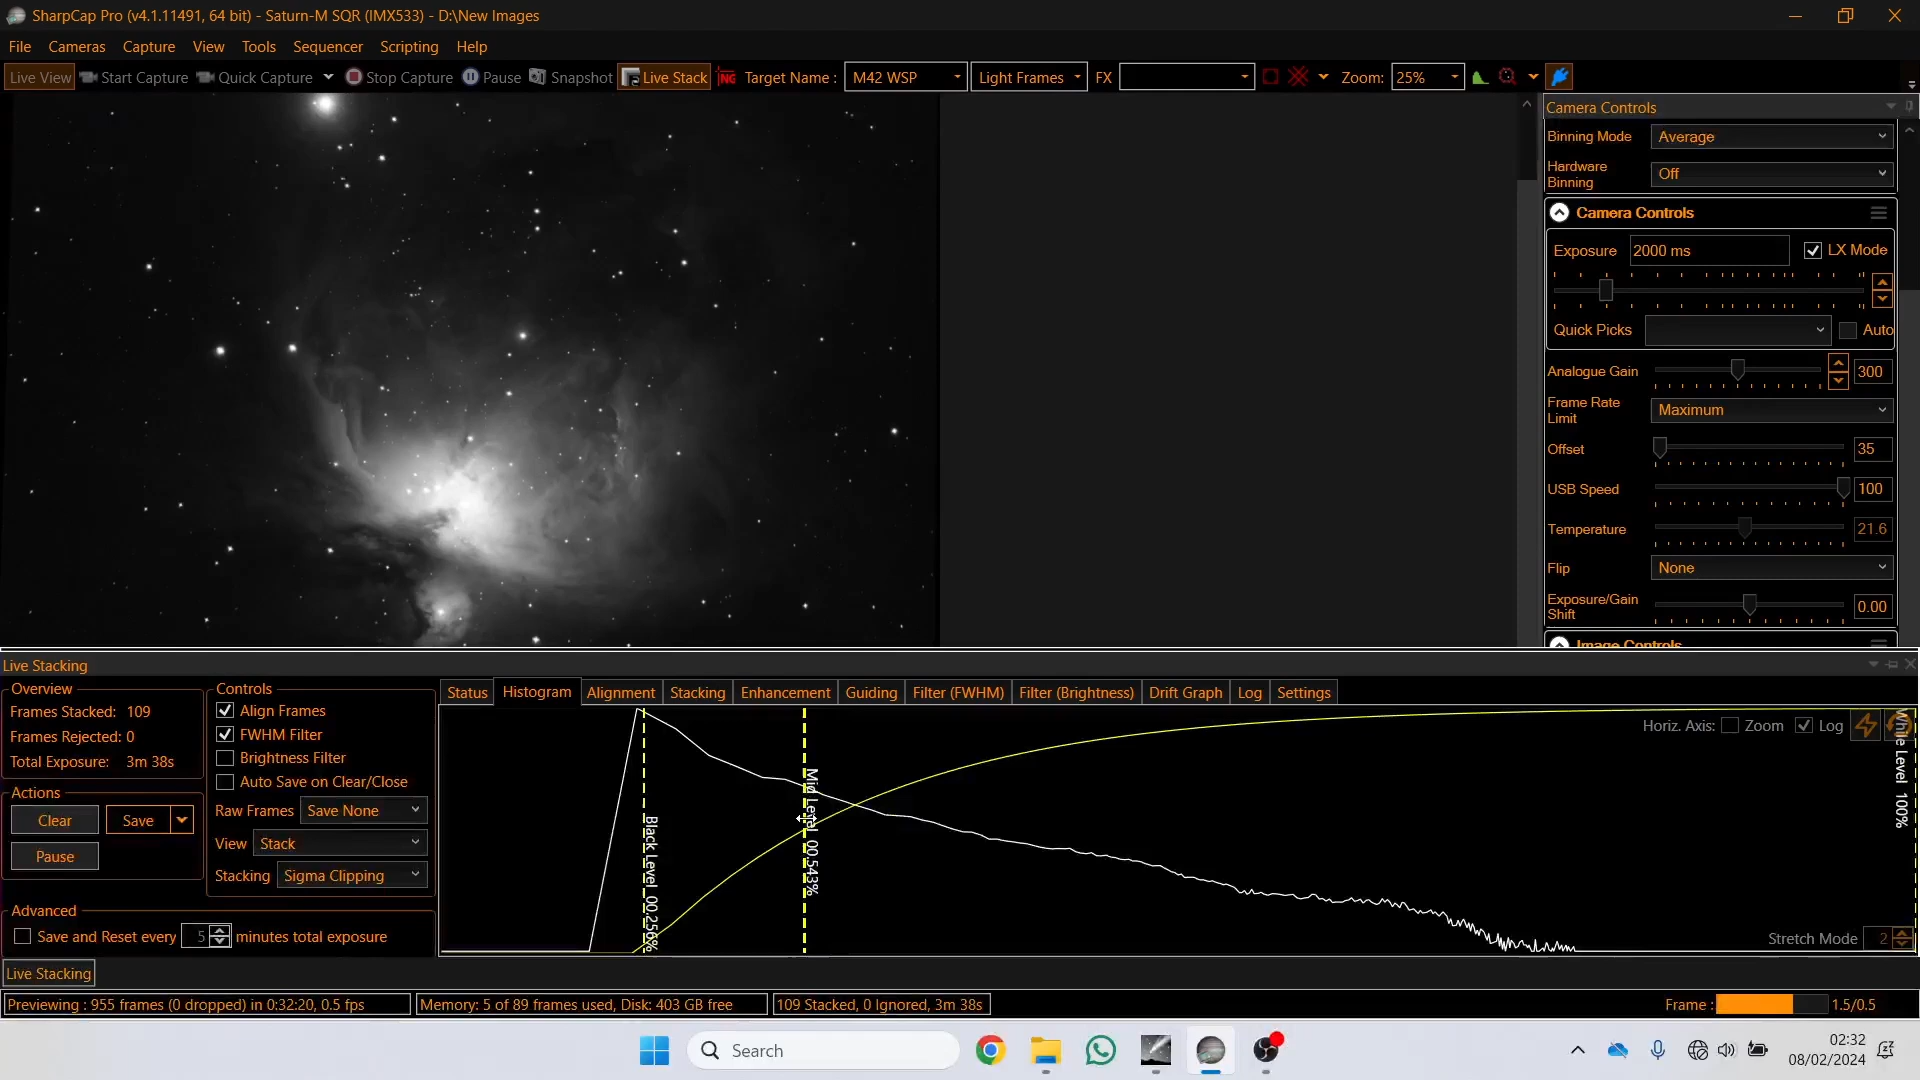 SharpCap Pro (v4.1.11491, 64 bit) - Saturn-M SQR (IMX533) - D:\New Images
File Cameras Capture View Tools Sequencer Scripting Help
Live View Start Capture Quick Capture Stop Capture Pause Snapshot Live Stack NG Target Name : M42 WSP Light Frames FX Zoom: 25%
Camera Controls
Binning Mode Average
Hardware Binning Off
Camera Controls
Exposure 2000 ms LX Mode
Quick Picks Auto
Analogue Gain 300
Frame Rate Limit Maximum
Offset 35
USB Speed 100
Temperature 21.6
Flip None
Exposure/Gain Shift 0.00
Image Controls
Live Stacking
Overview
Frames Stacked: 109
Frames Rejected: 0
Total Exposure: 3m 38s
Actions
Clear Save
Pause
Controls
Align Frames
FWHM Filter
Brightness Filter
Auto Save on Clear/Close
Raw Frames Save None
View Stack
Stacking Sigma Clipping
Advanced
Save and Reset every 5 minutes total exposure
Status Histogram Alignment Stacking Enhancement Guiding Filter (FWHM) Filter (Brightness) Drift Graph Log Settings
Horiz. Axis: Zoom Log
Black Level 00.256%
Mid Level 00.543%
White Level 100%
Stretch Mode 2
Live Stacking
Previewing : 955 frames (0 dropped) in 0:32:20, 0.5 fps
Memory: 5 of 89 frames used, Disk: 403 GB free
109 Stacked, 0 Ignored, 3m 38s
Frame : 1.5/0.5
Search
02:32
08/02/2024